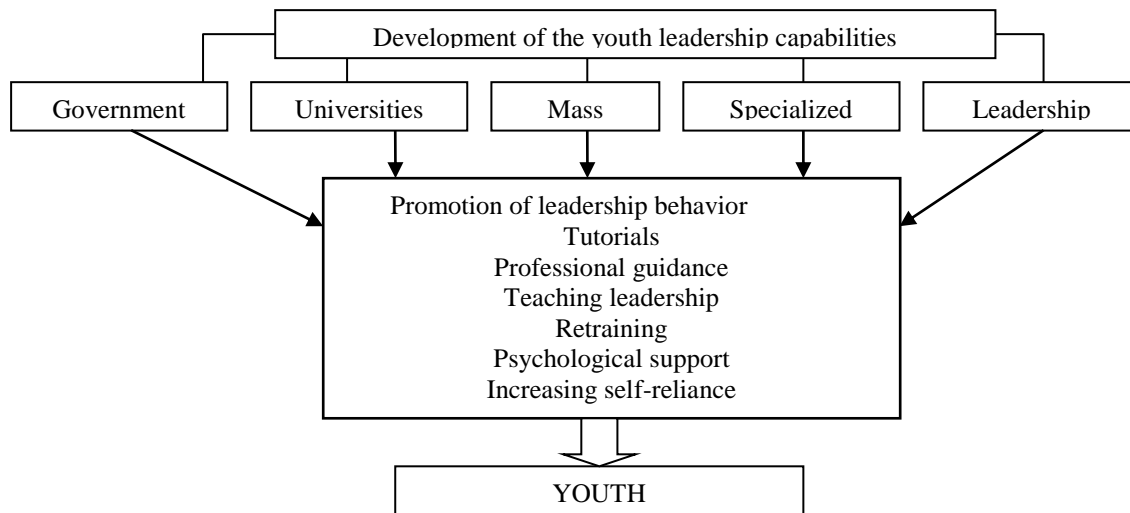 Development of the youth leadership capabilities
Government
Universities
Mass
Specialized
Leadership
Promotion of leadership behavior
Tutorials
Professional guidance
Teaching leadership
Retraining
Psychological support
Increasing self-reliance
YOUTH